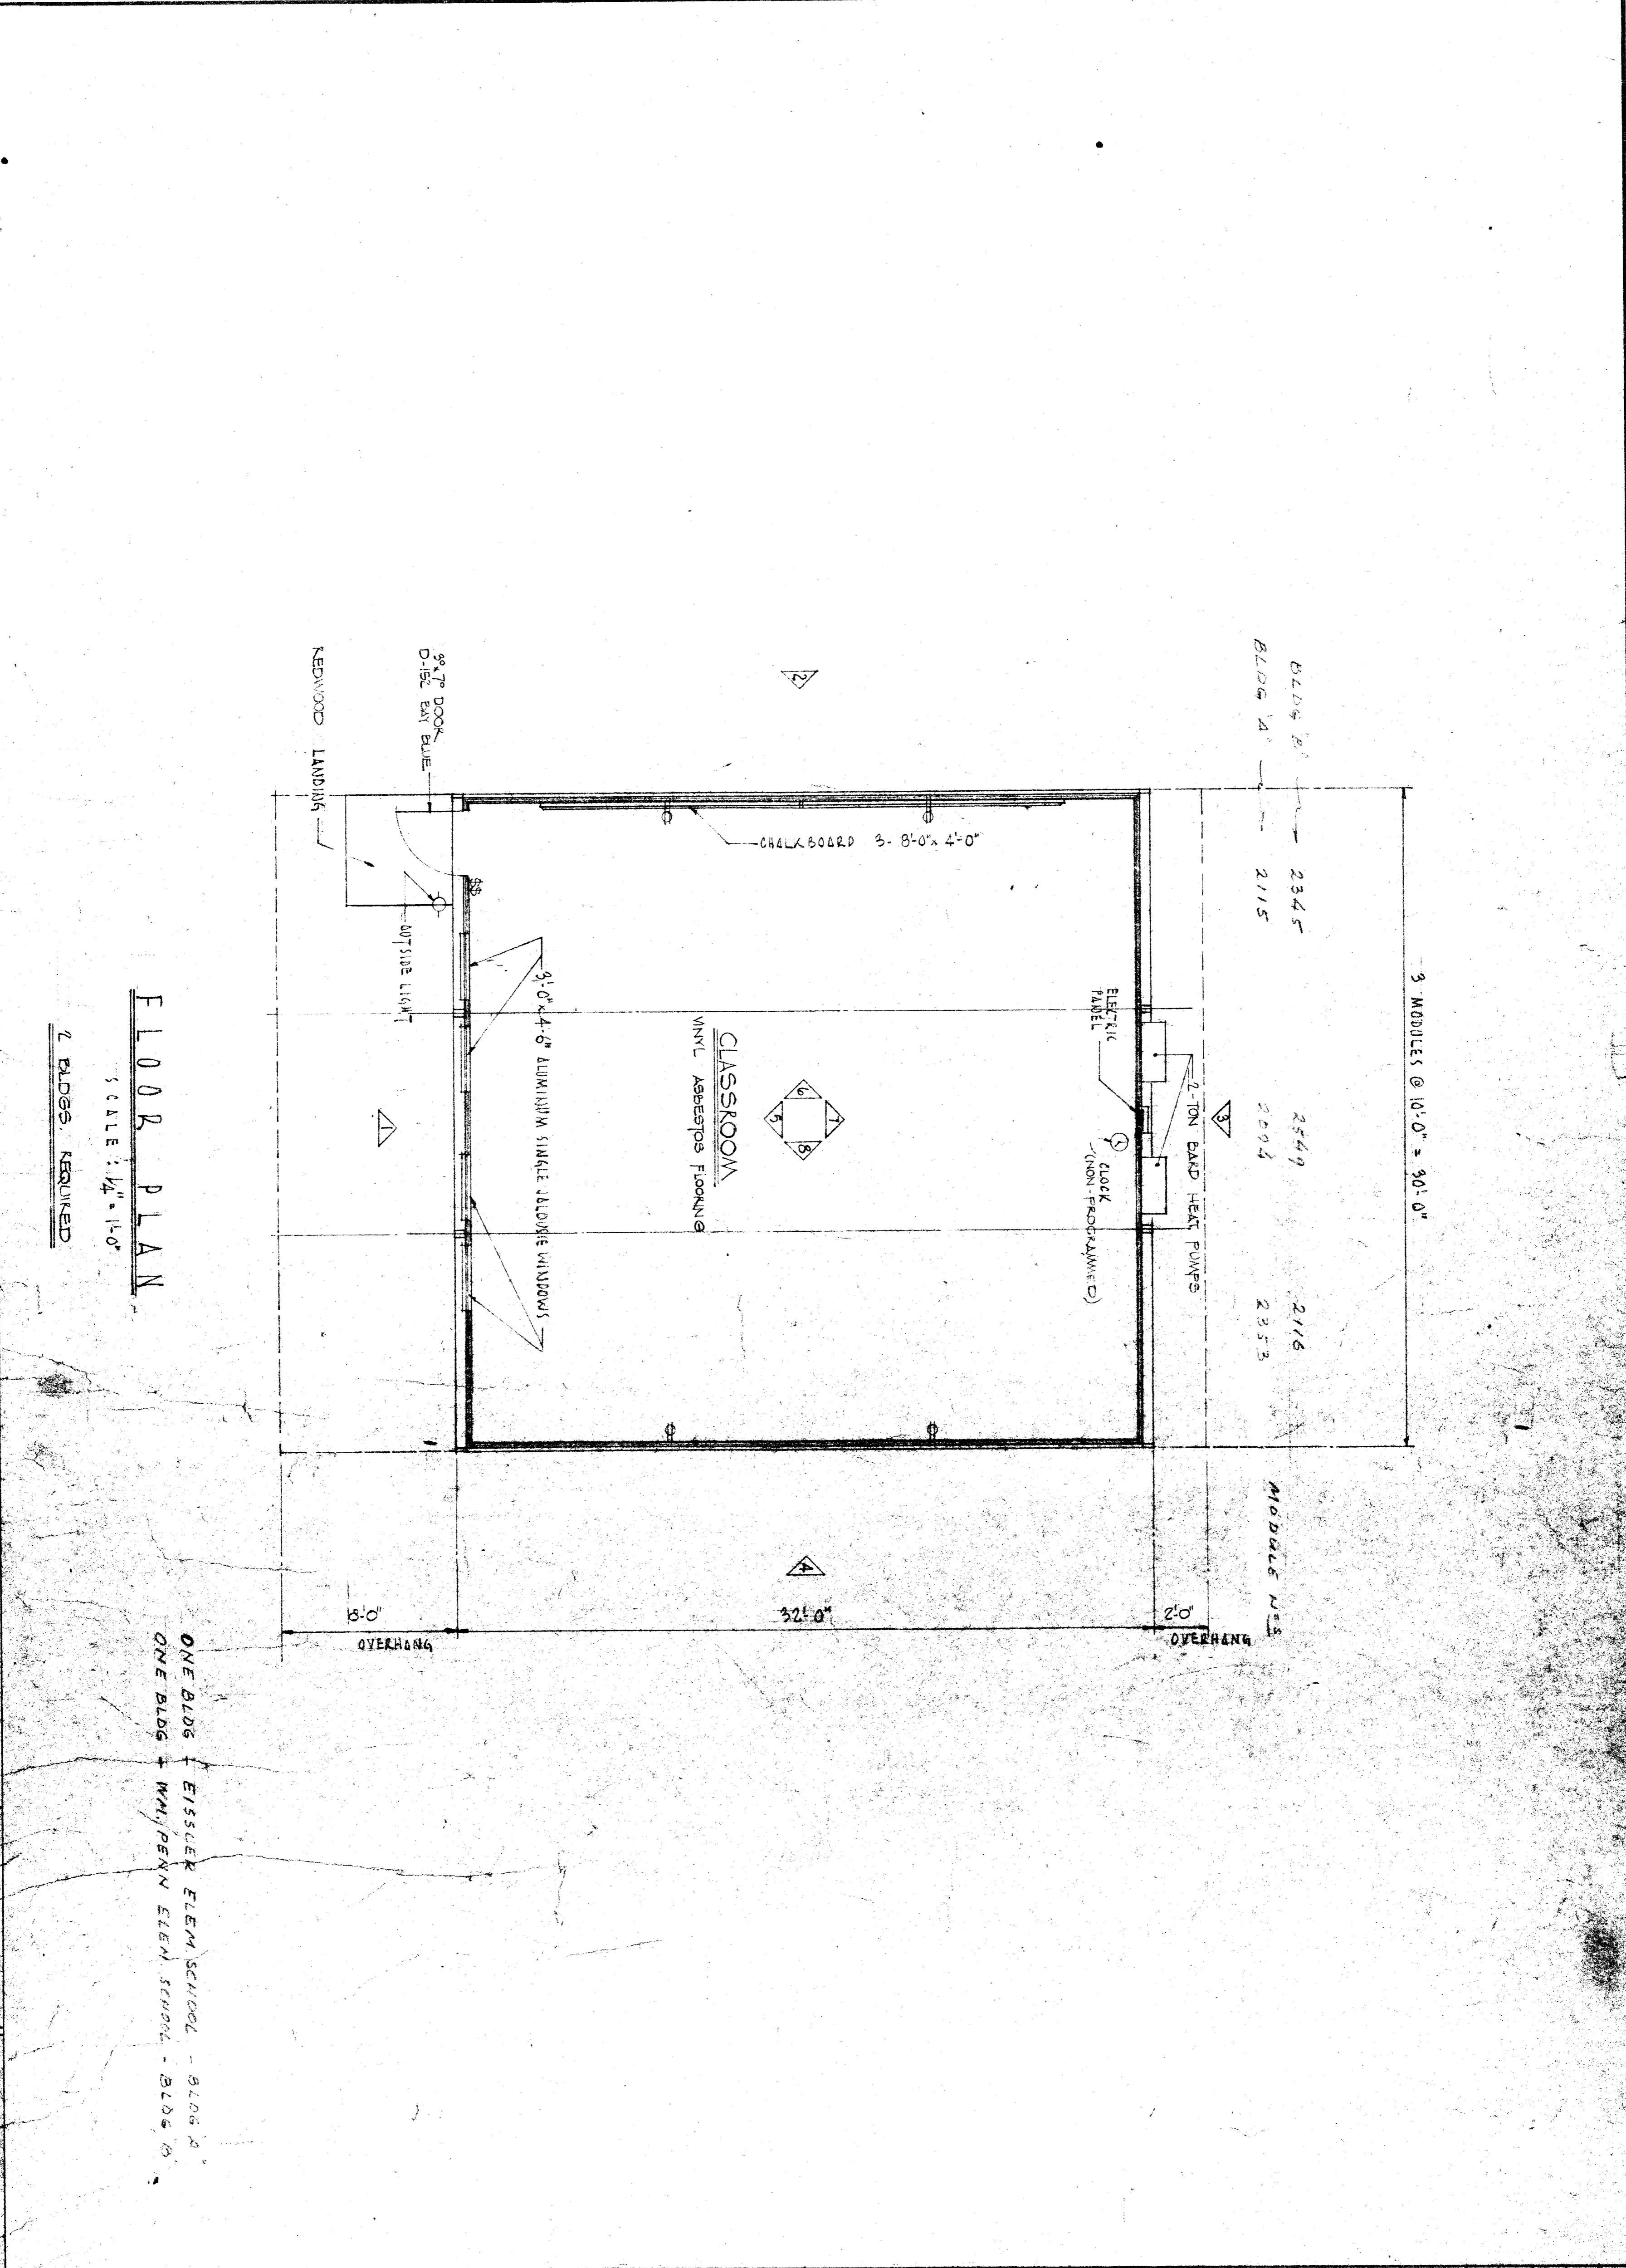 3 MODULES @ 10'-0" = 30'-0"
BLDG 2345 2549 2116
BLDG A 2115 2094 2353
MODULE NOS
2-TON BARD HEAT PUMPS
3
ELECTRIC
PANEL
CLOCK
(NON-PROGRAMMED)
CHALKBOARD 3- 8'-0" x 4'-0"
2
CLASSROOM
VINYL ASBESTOS FLOORING
6
7
8
5
4
3'-0" x 4'-6" ALUMINUM SINGLE JALOUSIE WINDOWS
3⁰ x 7⁰ DOOR
D-152 BAY BLUE
OUTSIDE LIGHT
REDWOOD LANDING
1
8'-0"
OVERHANG
32'-0"
2'-0"
OVERHANG
FLOOR PLAN
SCALE: 1/4" = 1'-0"
2 BLDGS. REQUIRED
ONE BLDG + EISSLER ELEM SCHOOL - BLDG A
ONE BLDG + WM. PENN ELEM SCHOOL - BLDG B